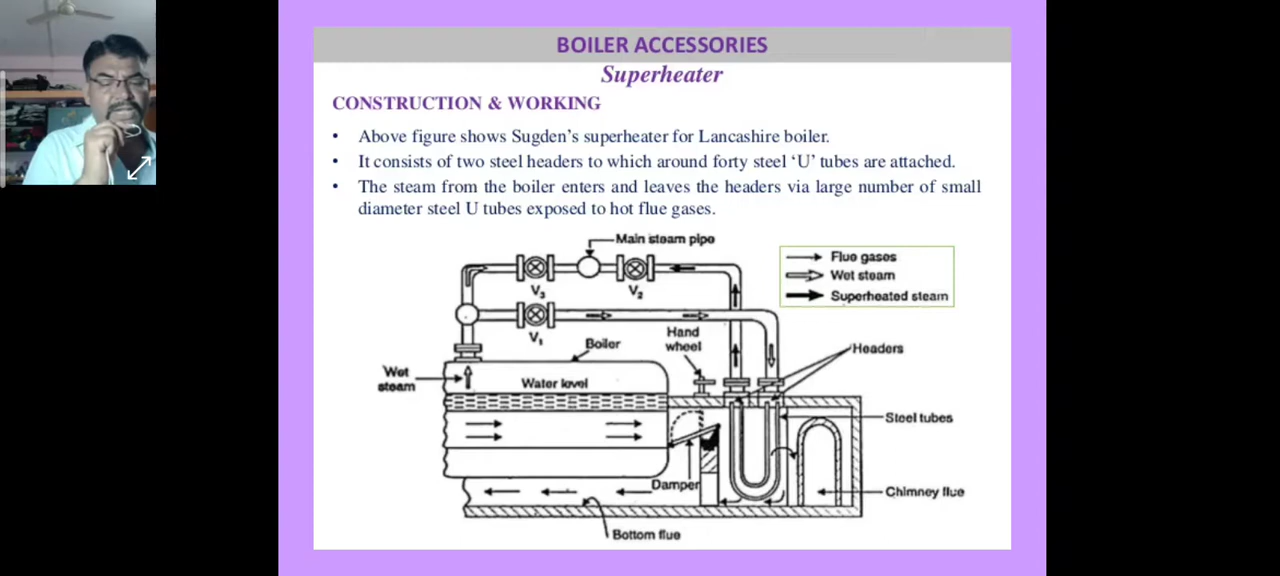 BOILER ACCESSORIES
Superheater
CONSTRUCTION & WORKING
• Above figure shows Sugden's superheater for Lancashire boiler.
• It consists of two steel headers to which around forty steel 'U' tubes are attached.
• The steam from the boiler enters and leaves the headers via large number of small
diameter steel U tubes exposed to hot flue gases.
Main steam pipe
Flue gases
Wet steam
Superheated steam
V3
V2
V1
Hand
wheel
Boiler
Headers
Wet
steam
Water level
Steel tubes
Damper
Chimney flue
Bottom flue